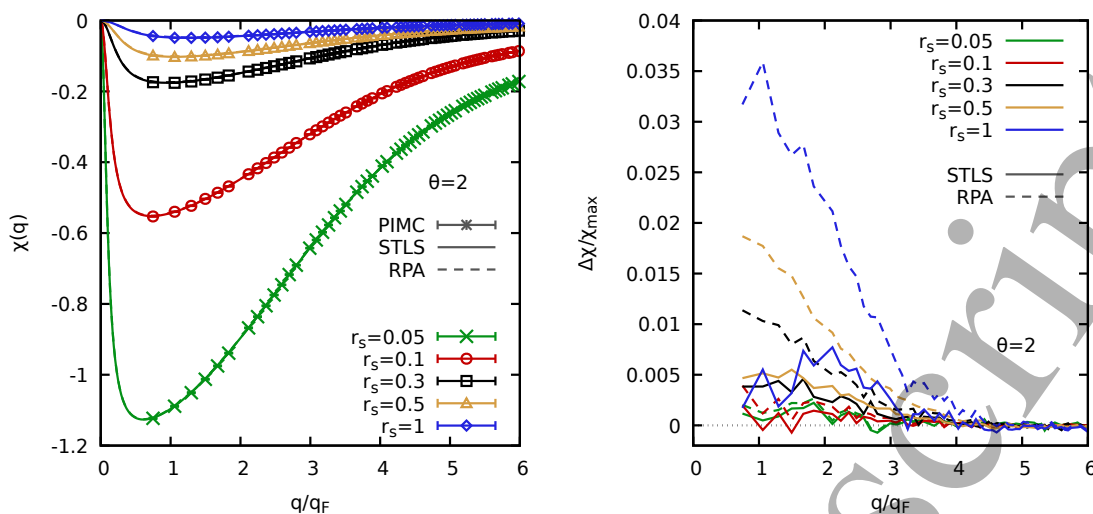 0
-0.2
-0.4
-0.6
-0.8
-1
-1.2
χ(q)
θ=2
PIMC
STLS
RPA
r_s=0.05
r_s=0.1
r_s=0.3
r_s=0.5
r_s=1
0 1 2 3 4 5 6
q/q_F
0.04
0.035
0.03
0.025
0.02
0.015
0.01
0.005
0
Δχ/χ_max
r_s=0.05
r_s=0.1
r_s=0.3
r_s=0.5
r_s=1
STLS
RPA
θ=2
0 1 2 3 4 5 6
q/q_F